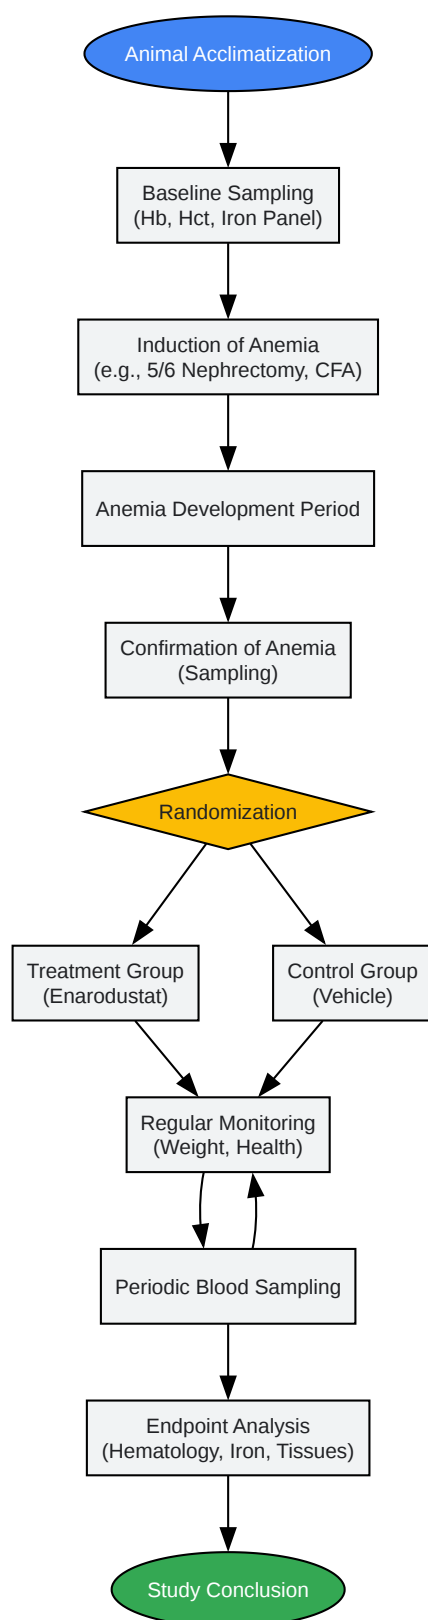 Animal Acclimatization
Baseline Sampling
(Hb, Hct, Iron Panel)
Induction of Anemia
(e.g., 5/6 Nephrectomy, CFA)
Anemia Development Period
Confirmation of Anemia
(Sampling)
Randomization
Treatment Group
(Enarodustat)
Control Group
(Vehicle)
Regular Monitoring
(Weight, Health)
Periodic Blood Sampling
Endpoint Analysis
(Hematology, Iron, Tissues)
Study Conclusion